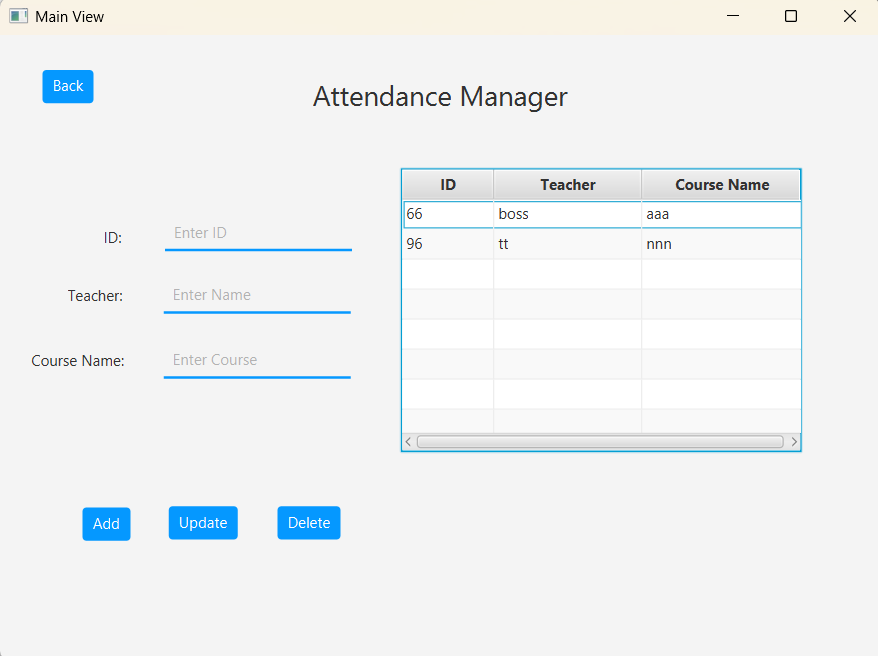 Main View
Back
Attendance Manager
ID:
Enter ID
Teacher:
Enter Name
Course Name:
Enter Course
ID Teacher Course Name
66 boss aaa
96 tt nnn
Add Update Delete